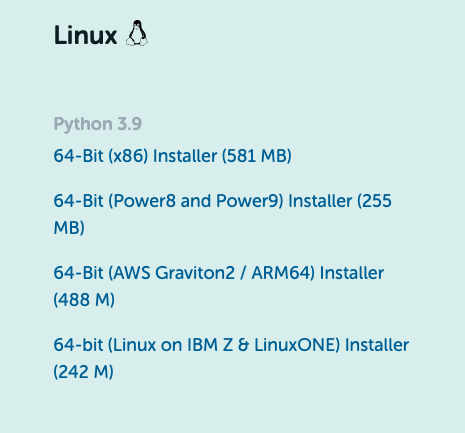 Linux
Python 3.9
64-Bit (x86) Installer (581 MB)
64-Bit (Power8 and Power9) Installer (255
MB)
64-Bit (AWS Graviton2 / ARM64) Installer
(488 M)
64-bit (Linux on IBM Z & LinuxONE) Installer
(242 M)